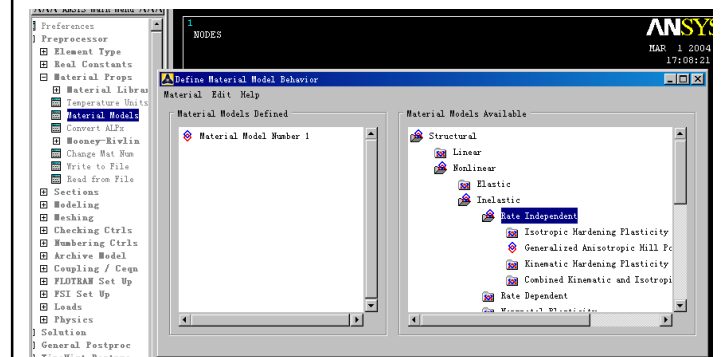 ANSYS Main Menu
Preferences
Preprocessor
Element Type
Real Constants
Material Props
Material Librar
Temperature Units
Material Models
Convert ALPx
Mooney-Rivlin
Change Mat Num
Write to File
Read from File
Sections
Modeling
Meshing
Checking Ctrls
Numbering Ctrls
Archive Model
Coupling / Ceqn
FLOTRAN Set Up
FSI Set Up
Loads
Physics
Solution
General Postproc
1
NODES
ANSYS
MAR 1 2004
17:08:21
Define Material Model Behavior
Material Edit Help
Material Models Defined
Material Model Number 1
Material Models Available
Structural
Linear
Nonlinear
Elastic
Inelastic
Rate Independent
Isotropic Hardening Plasticity
Generalized Anisotropic Hill Po
Kinematic Hardening Plasticity
Combined Kinematic and Isotropi
Rate Dependent